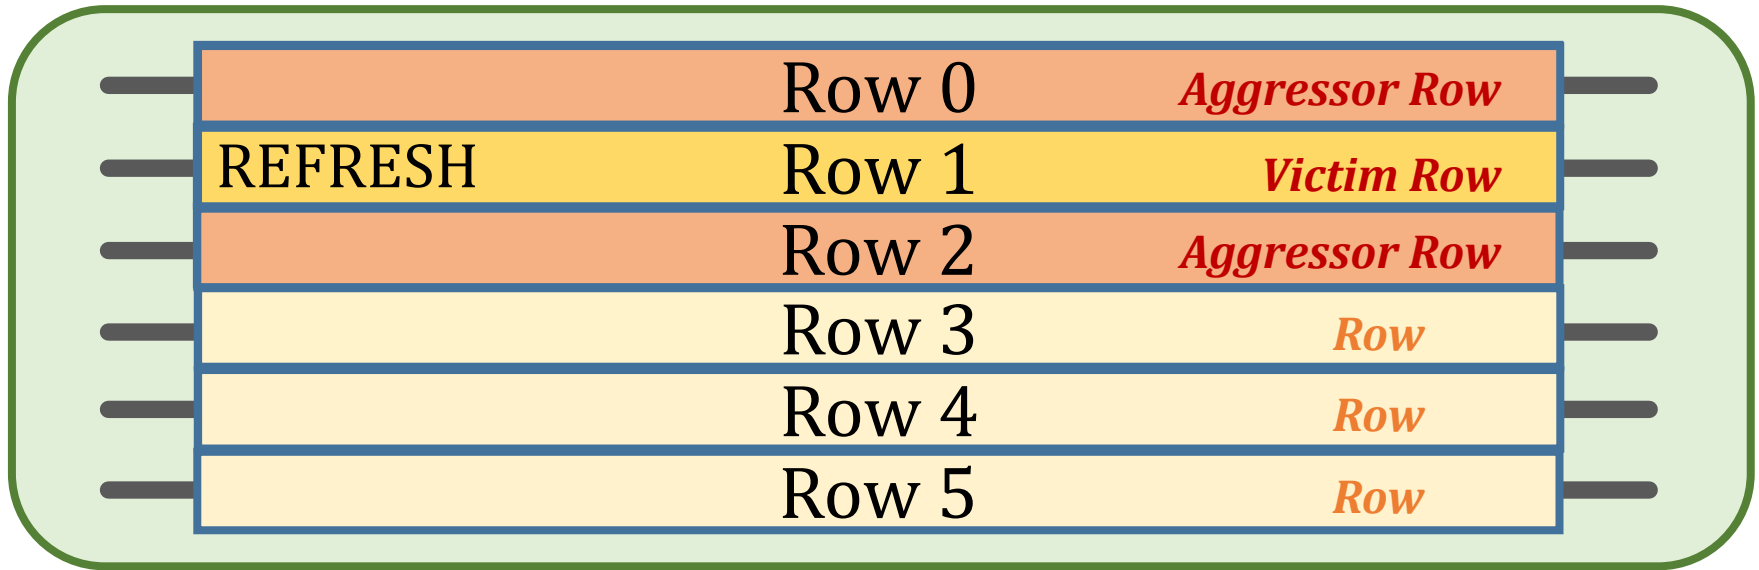 Row 0 Aggressor Row
REFRESH Row 1 Victim Row
Row 2 Aggressor Row
Row 3 Row
Row 4 Row
Row 5 Row